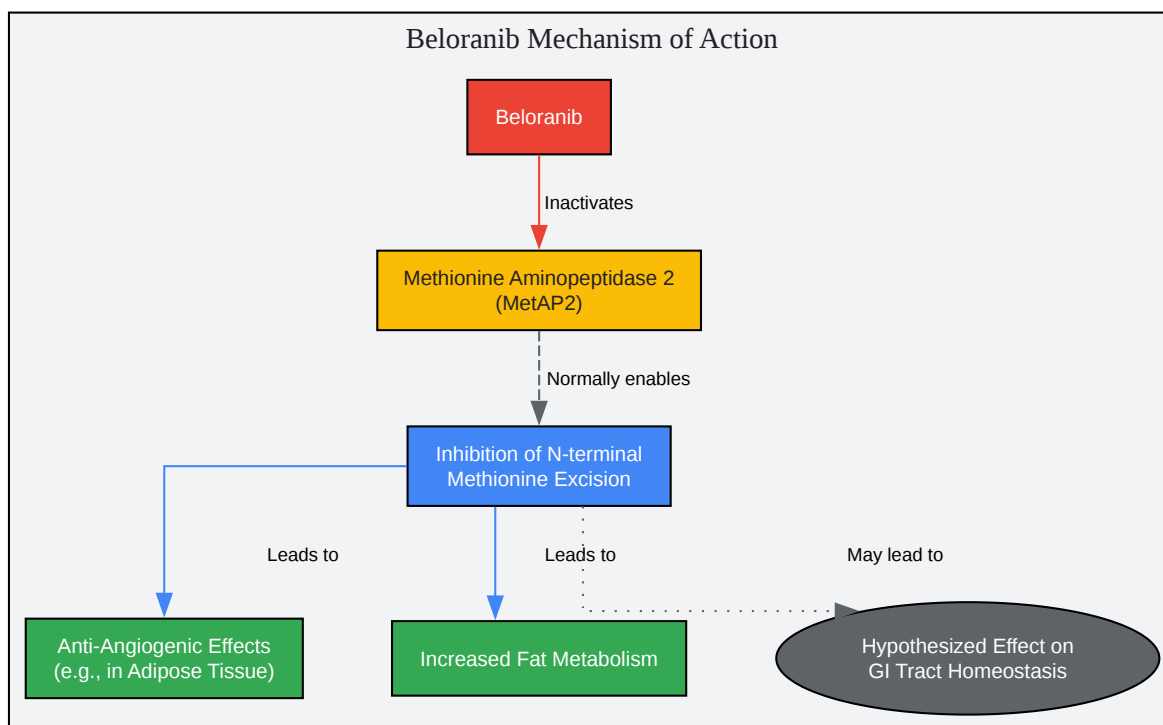 Beloranib Mechanism of Action
Beloranib
Inactivates
Methionine Aminopeptidase 2
(MetAP2)
Normally enables
Inhibition of N-terminal
Methionine Excision
Leads to
Leads to
May lead to
Anti-Angiogenic Effects
(e.g., in Adipose Tissue)
Increased Fat Metabolism
Hypothesized Effect on
GI Tract Homeostasis